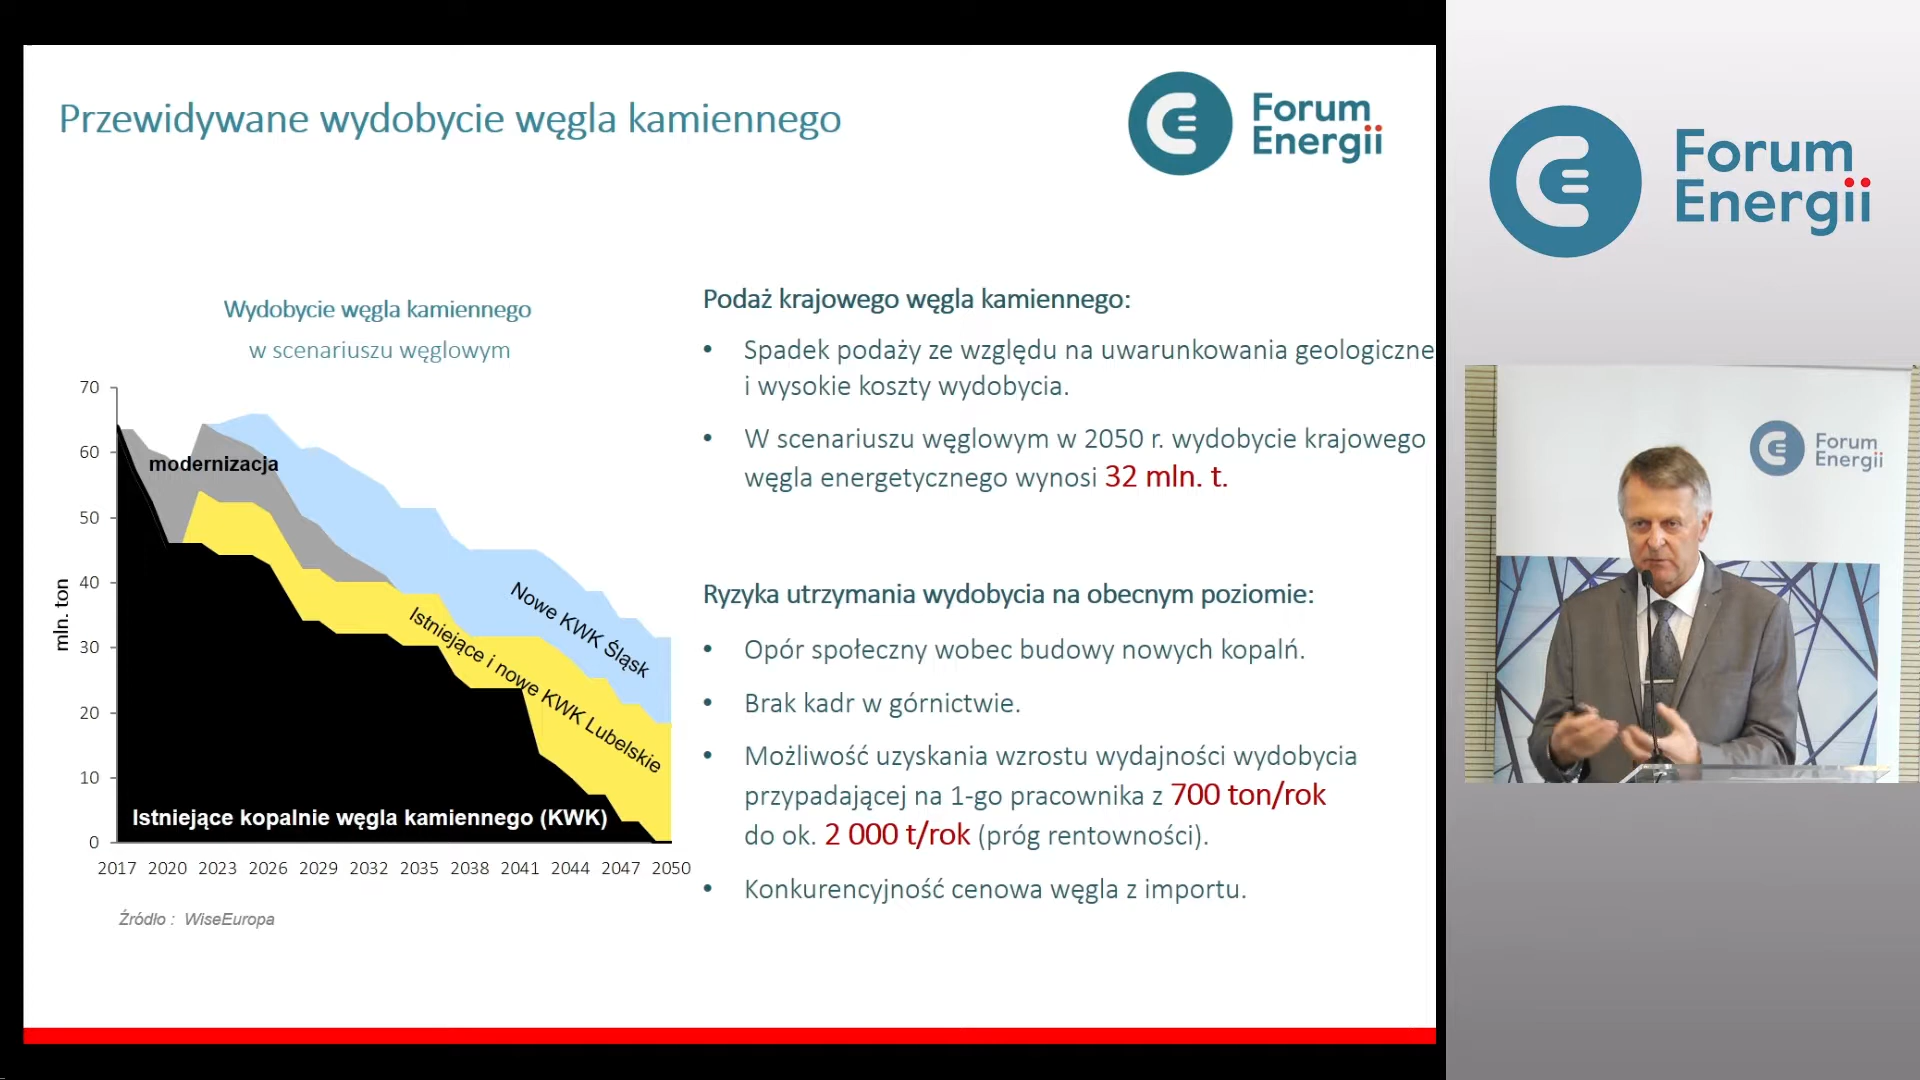 Przewidywane wydobycie węgla kamiennego
Forum
Energii
Wydobycie węgla kamiennego
w scenariuszu węglowym
mln. ton
70
60
50
40
30
20
10
0
modernizacja
Nowe KWK Śląsk
Istniejące i nowe KWK Lubelskie
Istniejące kopalnie węgla kamiennego (KWK)
2017 2020 2023 2026 2029 2032 2035 2038 2041 2044 2047 2050
Źródło : WiseEuropa
Podaż krajowego węgla kamiennego:
• Spadek podaży ze względu na uwarunkowania geologiczne
i wysokie koszty wydobycia.
• W scenariuszu węglowym w 2050 r. wydobycie krajowego
węgla energetycznego wynosi 32 mln. t.
Ryzyka utrzymania wydobycia na obecnym poziomie:
• Opór społeczny wobec budowy nowych kopalń.
• Brak kadr w górnictwie.
• Możliwość uzyskania wzrostu wydajności wydobycia
przypadającej na 1-go pracownika z 700 ton/rok
do ok. 2 000 t/rok (próg rentowności).
• Konkurencyjność cenowa węgla z importu.
Forum
Energii
Forum
Energii